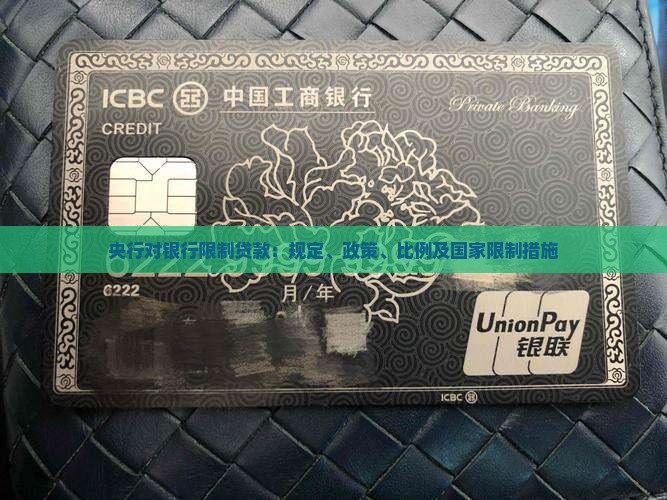 ICBC 中国工商银行
Private Banking
CREDIT
央行对银行限制贷款：规定、政策、比例及国家限制措施
6222
月/年
UnionPay
银联
ICBC